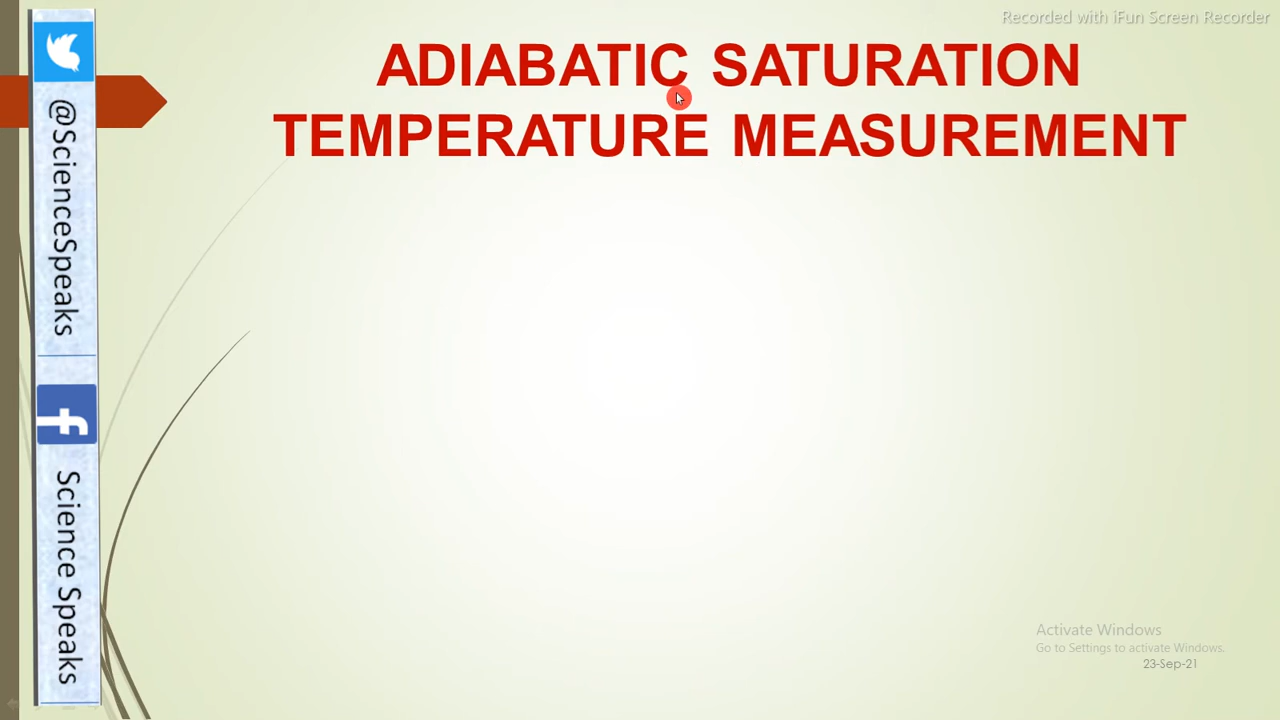 Recorded with iFun Screen Recorder
ADIABATIC SATURATION
TEMPERATURE MEASUREMENT
@ScienceSpeaks
Science Speaks
Activate Windows
Go to Settings to activate Windows.
23-Sep-21